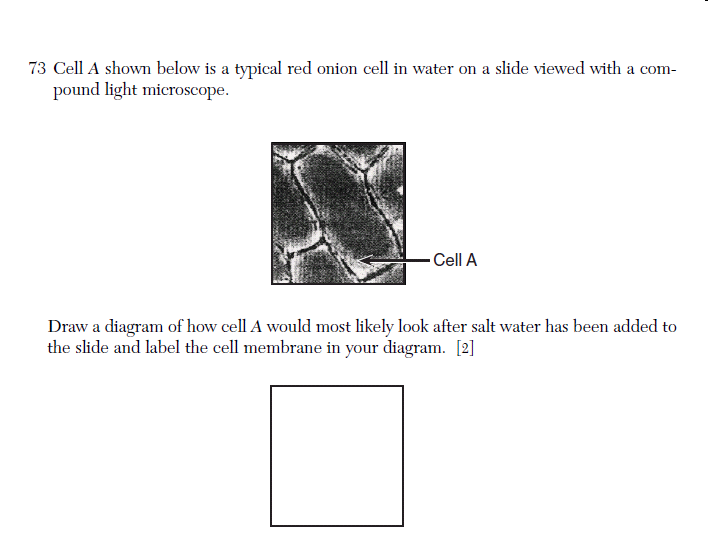 73 Cell A shown below is a typical red onion cell in water on a slide viewed with a com-
pound light microscope.
Cell A
Draw a diagram of how cell A would most likely look after salt water has been added to
the slide and label the cell membrane in your diagram. [2]